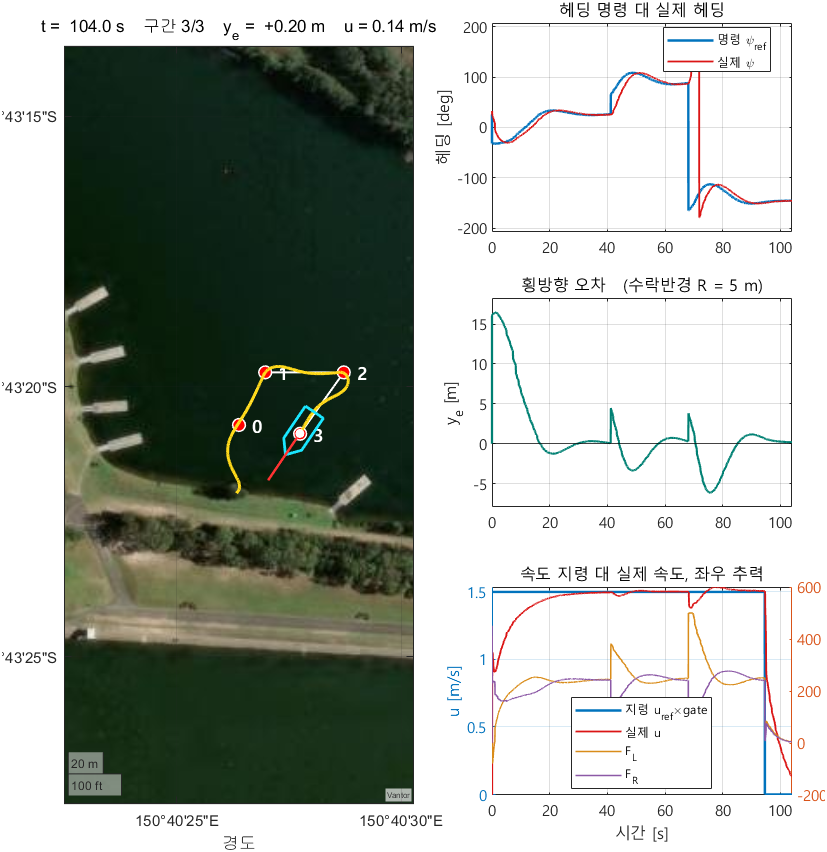 t = 104.0 s 구간 3/3 ye = +0.20 m u = 0.14 m/s
°43'15"S
°43'20"S
°43'25"S
0
1
2
3
20 m
100 ft
Vantor
150°40'25"E
150°40'30"E
경도
헤딩 명령 대 실제 헤딩
명령 ψref
실제 ψ
헤딩 [deg]
200
100
0
-100
-200
0 20 40 60 80 100
횡방향 오차 (수락반경 R = 5 m)
ye [m]
15
10
5
0
-5
0 20 40 60 80 100
속도 지령 대 실제 속도, 좌우 추력
u [m/s]
1.5
1
0.5
0
600
400
200
0
-200
지령 uref×gate
실제 u
FL
FR
0 20 40 60 80 100
시간 [s]